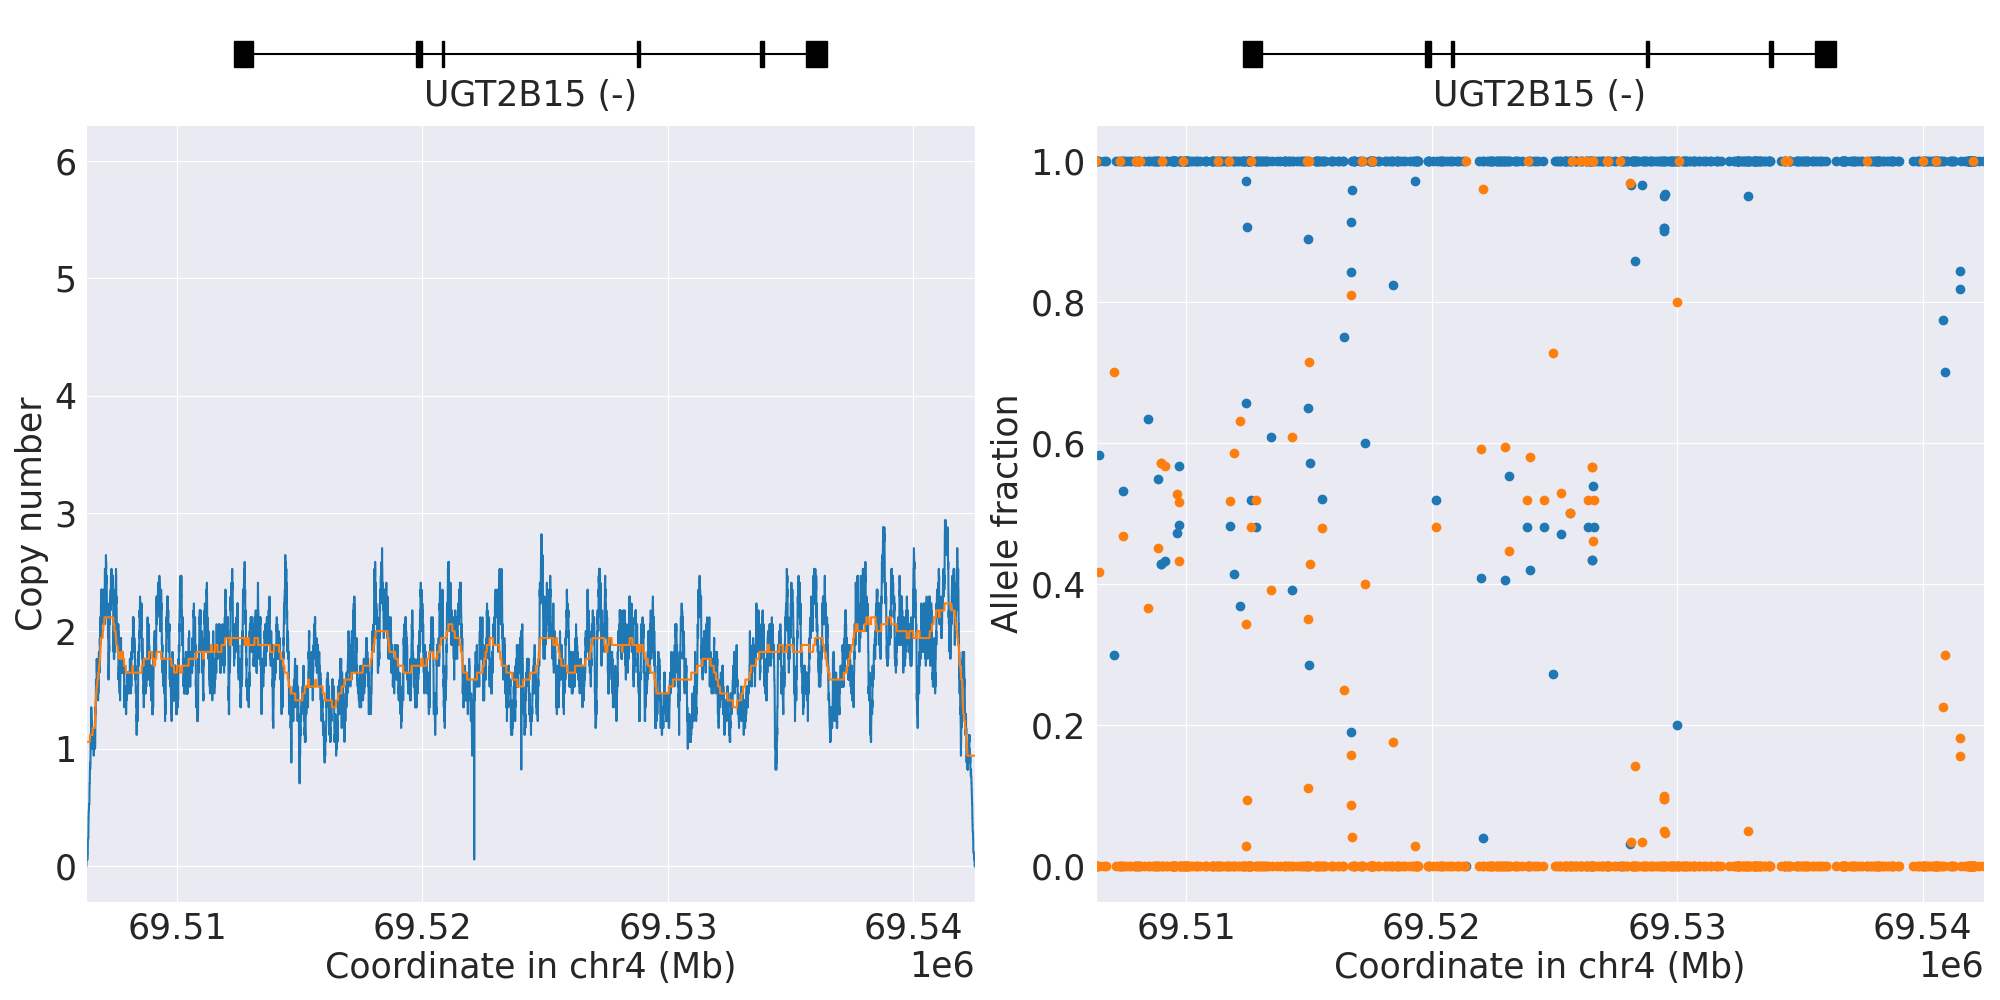 UGT2B15 (-)
6
5
4
3
2
1
0
Copy number
69.51 69.52 69.53 69.54
Coordinate in chr4 (Mb)
1e6
UGT2B15 (-)
1.0
0.8
0.6
0.4
0.2
0.0
Allele fraction
69.51 69.52 69.53 69.54
Coordinate in chr4 (Mb)
1e6